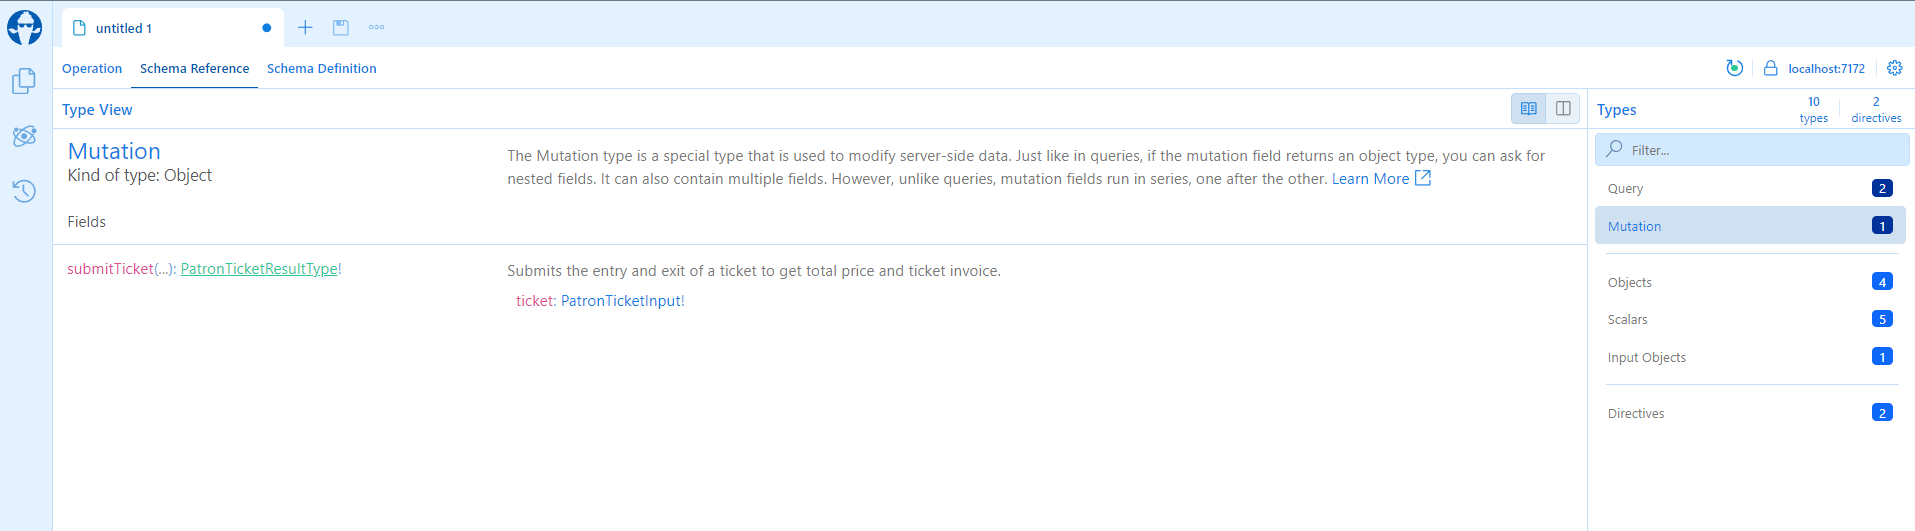 untitled 1
Operation
Schema Reference
Schema Definition
localhost:7172
Type View
Types
10 types
2 directives
Mutation
Kind of type: Object
The Mutation type is a special type that is used to modify server-side data. Just like in queries, if the mutation field returns an object type, you can ask for
nested fields. It can also contain multiple fields. However, unlike queries, mutation fields run in series, one after the other. Learn More
Fields
submitTicket(...): PatronTicketResultType!
Submits the entry and exit of a ticket to get total price and ticket invoice.
ticket: PatronTicketInput!
Filter...
Query 2
Mutation 1
Objects 4
Scalars 5
Input Objects 1
Directives 2